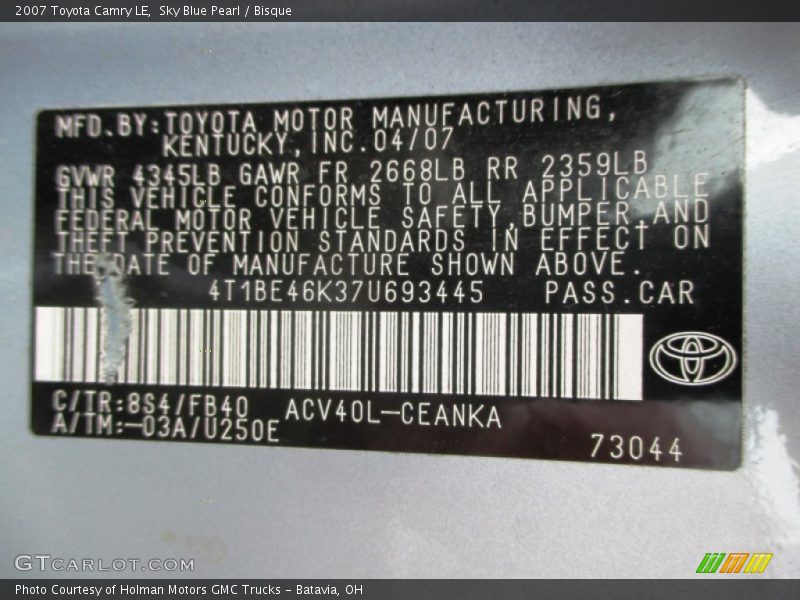 2007 Toyota Camry LE,  Sky Blue Pearl / Bisque
MFD.BY:TOYOTA MOTOR MANUFACTURING,
KENTUCKY,INC.04/07
GVWR 4345LB GAWR FR 2668LB RR 2359LB
THIS VEHICLE CONFORMS TO ALL APPLICABLE
FEDERAL MOTOR VEHICLE SAFETY,BUMPER,AND
THEFT PREVENTION STANDARDS IN EFFECT ON
THE DATE OF MANUFACTURE SHOWN ABOVE.
4T1BE46K37U693445 PASS.CAR
C/TR:8S4/FB40 ACV40L-CEANKA
A/TM:-03A/U250E
73044
GTCARLOT.COM
Photo Courtesy of Holman Motors GMC Trucks - Batavia, OH